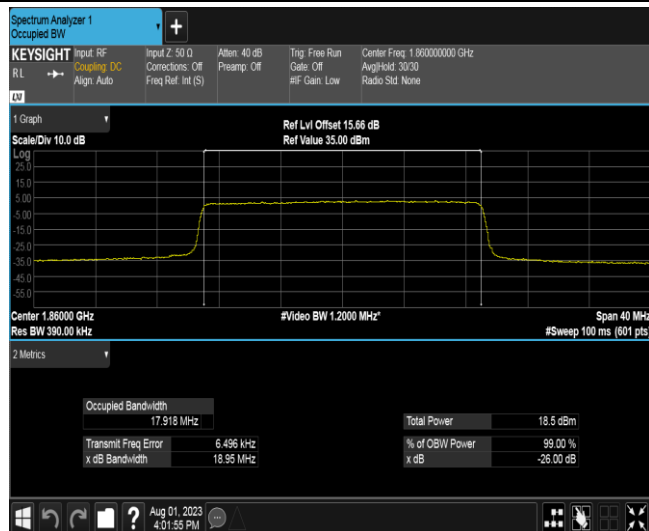 Spectrum Analyzer 1
Occupied BW
KEYSIGHT
Input: RF
Coupling: DC
Align: Auto
Input Z: 50 Ω
Corrections: Off
Freq Ref: Int (S)
Atten: 40 dB
Preamp: Off
Trig: Free Run
Gate: Off
#IF Gain: Low
Center Freq: 1.860000000 GHz
Avg|Hold: 30/30
Radio Std: None
RL
LXI
1 Graph
Scale/Div 10.0 dB
Ref Lvl Offset 15.66 dB
Ref Value 35.00 dBm
Log
25.0
15.0
5.00
-5.00
-15.0
-25.0
-35.0
-45.0
-55.0
Center 1.86000 GHz
#Video BW 1.2000 MHz*
Span 40 MHz
Res BW 390.00 kHz
#Sweep 100 ms (601 pts)
2 Metrics
Occupied Bandwidth
17.918 MHz
Total Power 18.5 dBm
Transmit Freq Error 6.496 kHz
% of OBW Power 99.00 %
x dB Bandwidth 18.95 MHz
x dB -26.00 dB
?
Aug 01, 2023
4:01:55 PM